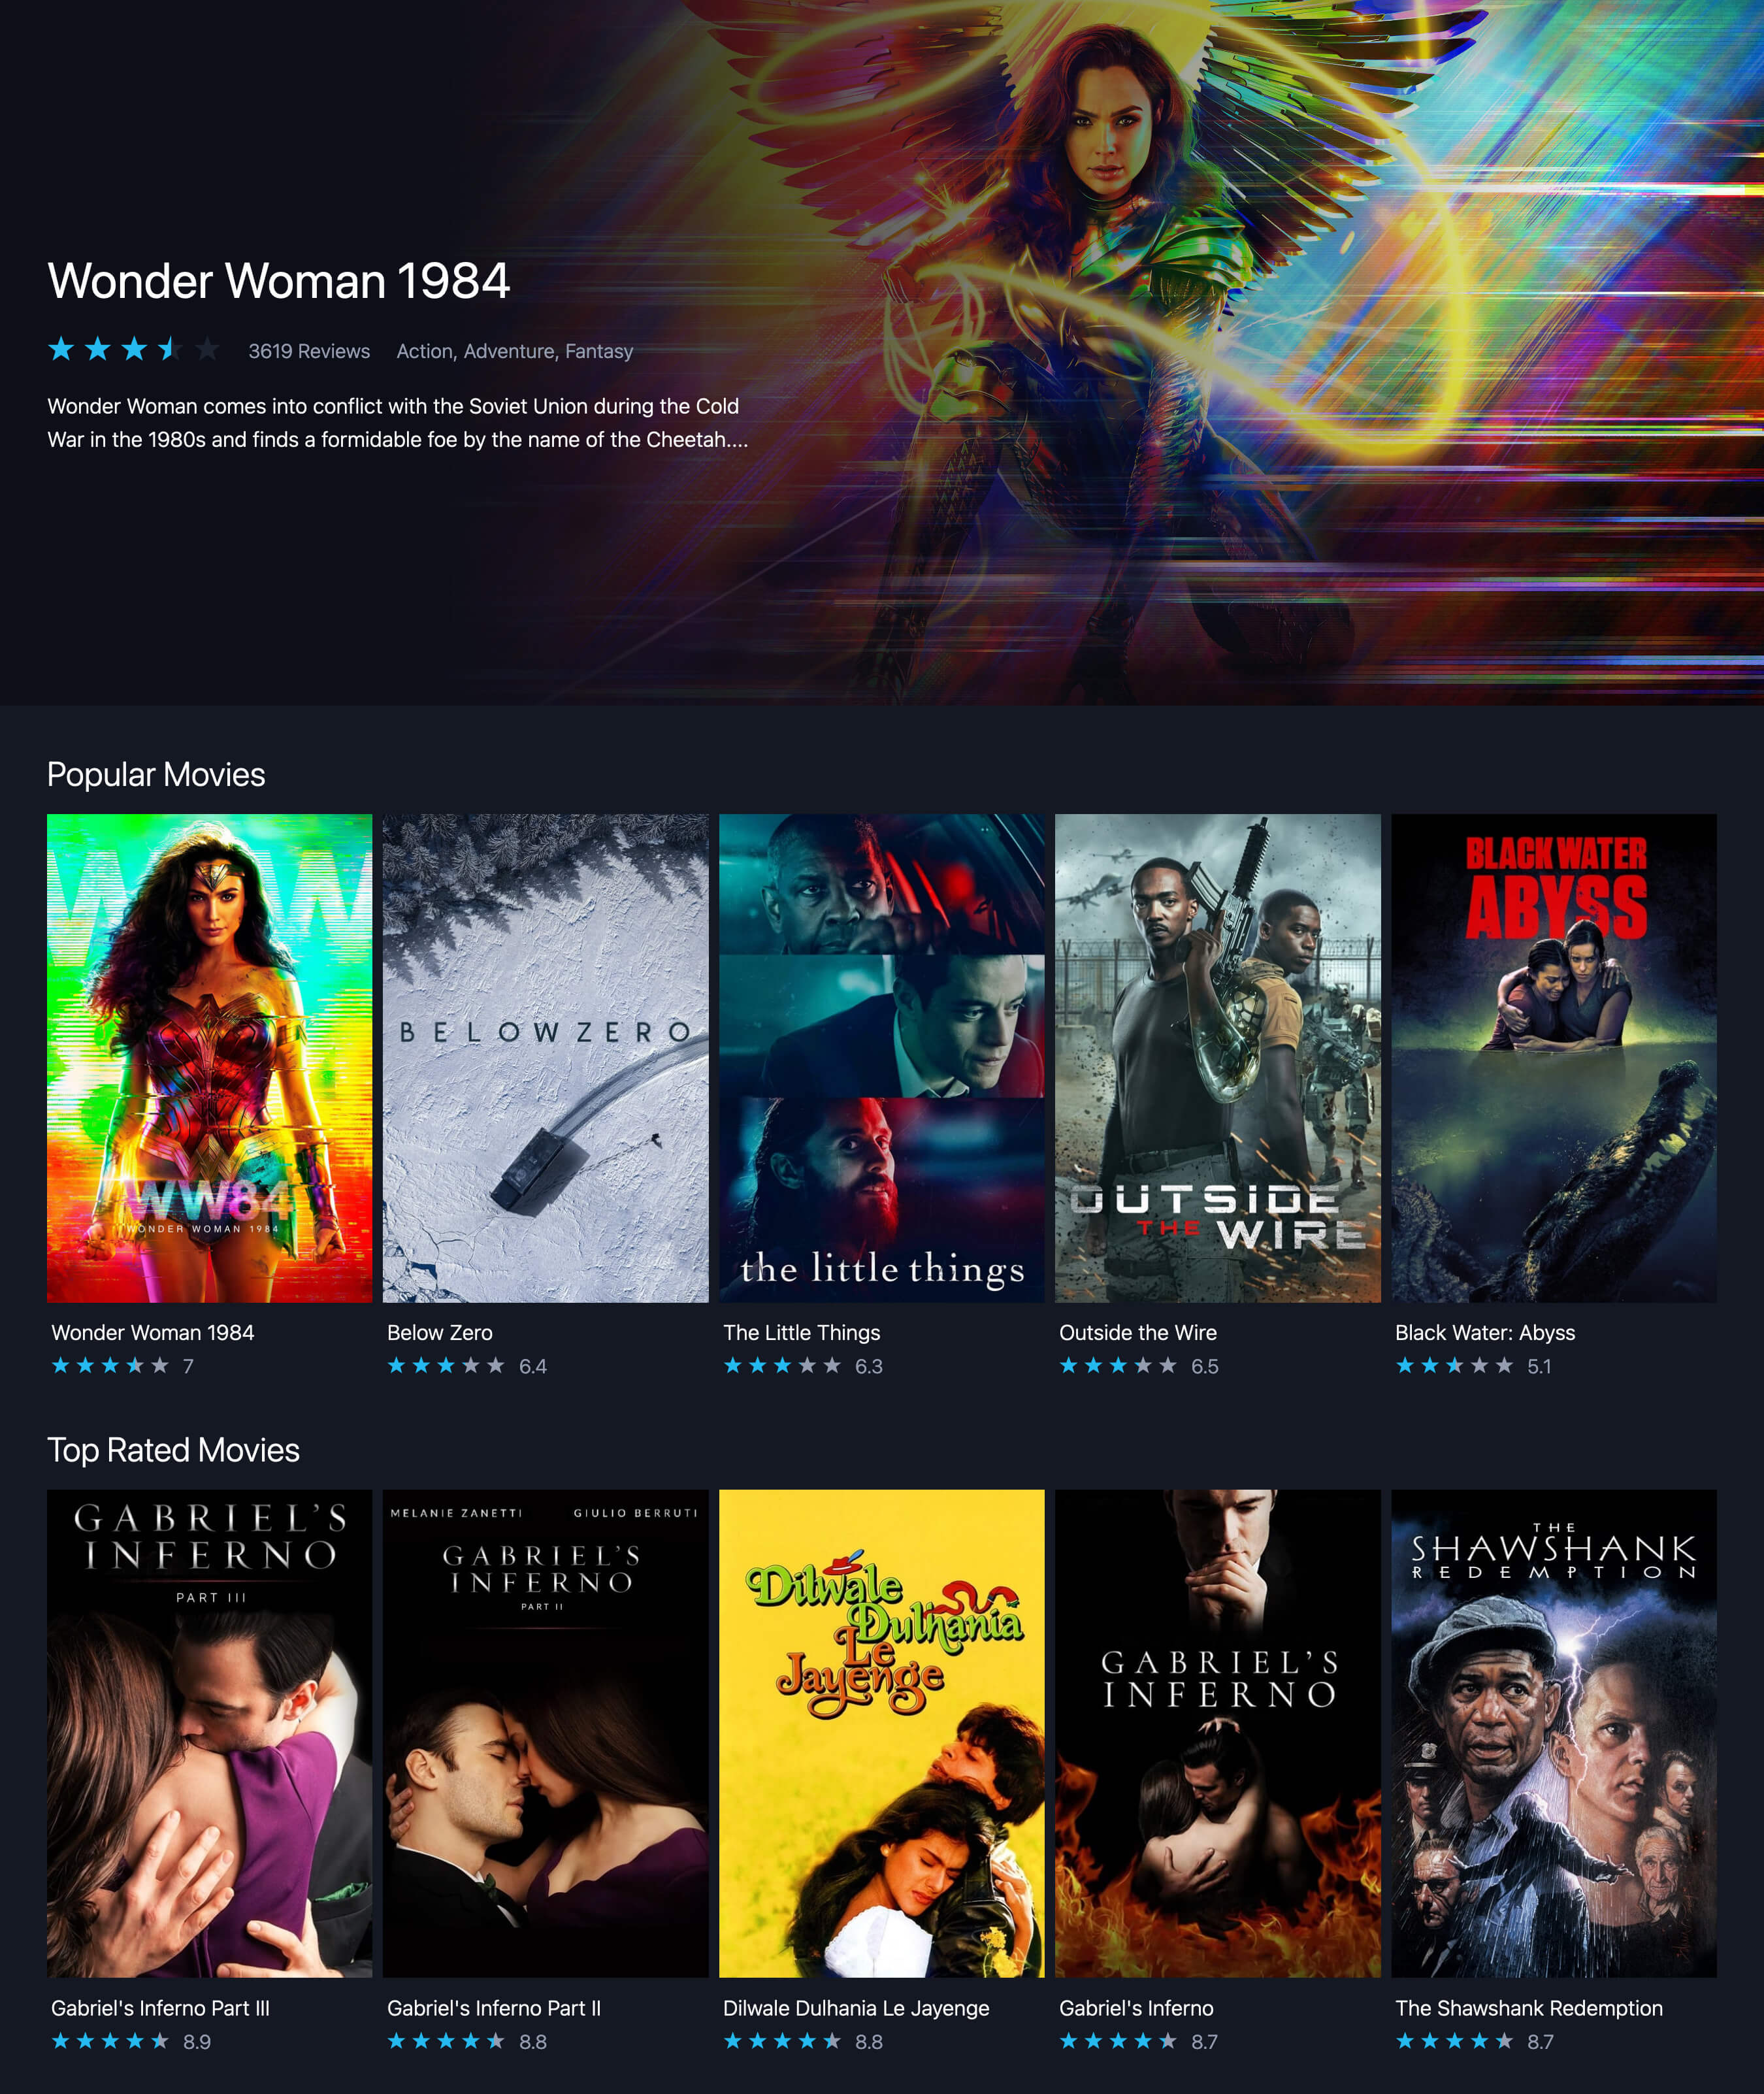 Wonder Woman 1984
3619 Reviews Action, Adventure, Fantasy
Wonder Woman comes into conflict with the Soviet Union during the Cold
War in the 1980s and finds a formidable foe by the name of the Cheetah....
Popular Movies
WW
WW84
WONDER WOMAN 1984
BELOW ZERO
the little things
OUTSIDE
THE WIRE
BLACK WATER
ABYSS
Wonder Woman 1984
7
Below Zero
6.4
The Little Things
6.3
Outside the Wire
6.5
Black Water: Abyss
5.1
Top Rated Movies
GABRIEL'S
INFERNO
PART III
MELANIE ZANETTI GIULIO BERRUTI
GABRIEL'S
INFERNO
PART II
Dilwale
Dulhania
Le
Jayenge
GABRIEL'S
INFERNO
THE
SHAWSHANK
REDEMPTION
Gabriel's Inferno Part III
8.9
Gabriel's Inferno Part II
8.8
Dilwale Dulhania Le Jayenge
8.8
Gabriel's Inferno
8.7
The Shawshank Redemption
8.7